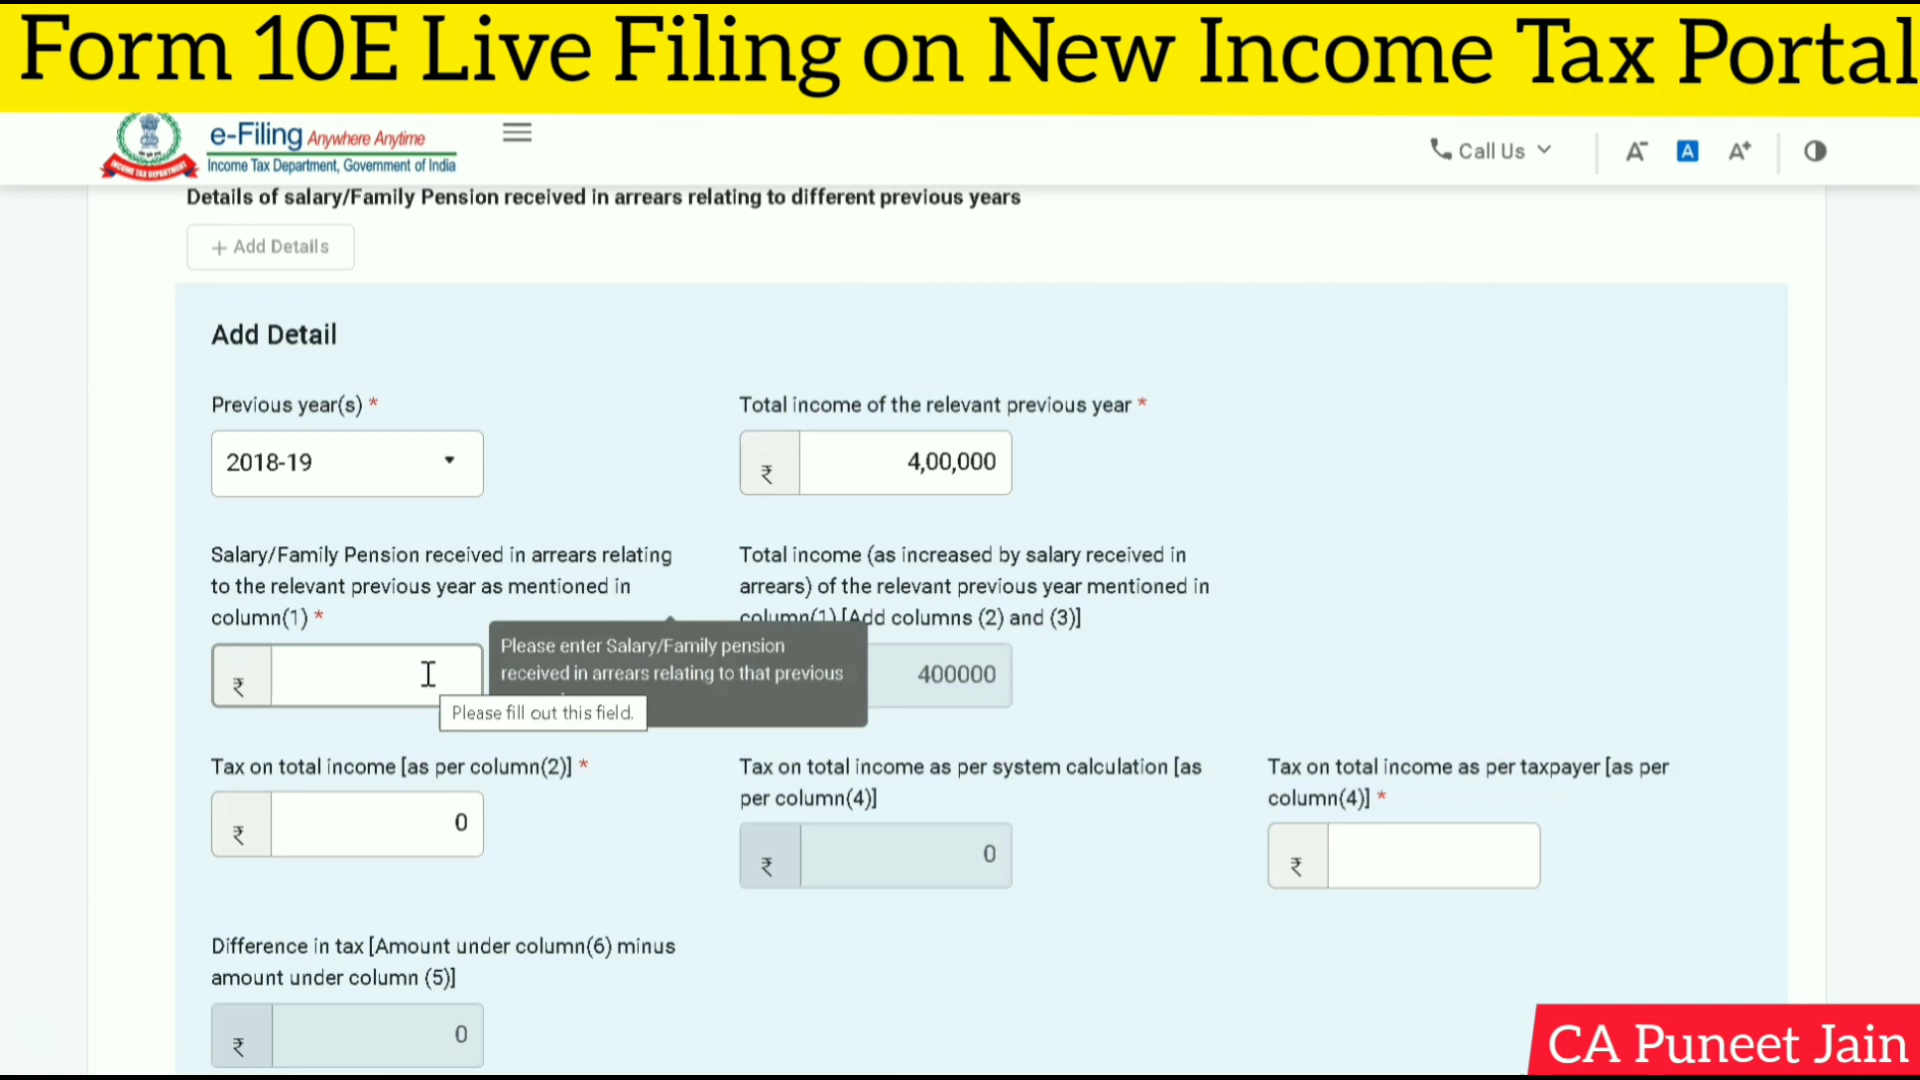 Form 10E Live Filing on New Income Tax Portal
e-Filing Anywhere Anytime
Income Tax Department, Government of India
INCOME TAX DEPARTMENT
Call Us
A-
A
A+
Details of salary/Family Pension received in arrears relating to different previous years
+ Add Details
Add Detail
Previous year(s) *
2018-19
Total income of the relevant previous year *
₹ 4,00,000
Salary/Family Pension received in arrears relating
to the relevant previous year as mentioned in
column(1) *
₹
Total income (as increased by salary received in
arrears) of the relevant previous year mentioned in
column(1) [Add columns (2) and (3)]
400000
Please enter Salary/Family pension
received in arrears relating to that previous
Please fill out this field.
Tax on total income [as per column(2)] *
₹ 0
Tax on total income as per system calculation [as
per column(4)]
₹ 0
Tax on total income as per taxpayer [as per
column(4)] *
₹
Difference in tax [Amount under column(6) minus
amount under column (5)]
₹ 0
CA Puneet Jain